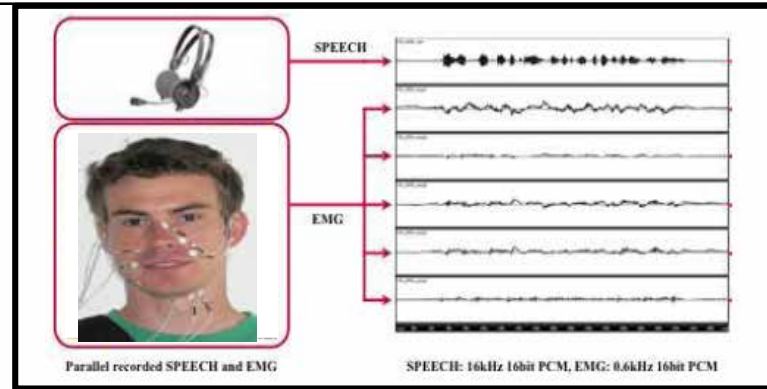 SPEECH
EMG
Parallel recorded SPEECH and EMG
SPEECH: 16kHz 16bit PCM, EMG: 0.6kHz 16bit PCM